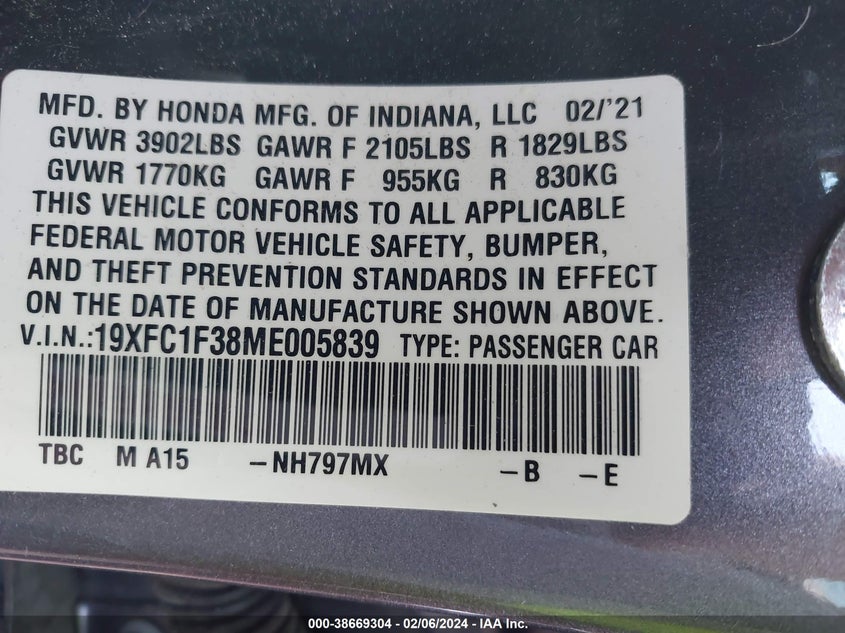 MFD. BY HONDA MFG. OF INDIANA, LLC 02/'21
GVWR 3902LBS GAWR F 2105LBS R 1829LBS
GVWR 1770KG GAWR F 955KG R 830KG
THIS VEHICLE CONFORMS TO ALL APPLICABLE
FEDERAL MOTOR VEHICLE SAFETY, BUMPER,
AND THEFT PREVENTION STANDARDS IN EFFECT
ON THE DATE OF MANUFACTURE SHOWN ABOVE.
V.I.N.:19XFC1F38ME005839 TYPE: PASSENGER CAR
TBC M A15 -NH797MX -B -E
000-38669304 - 02/06/2024 - IAA Inc.